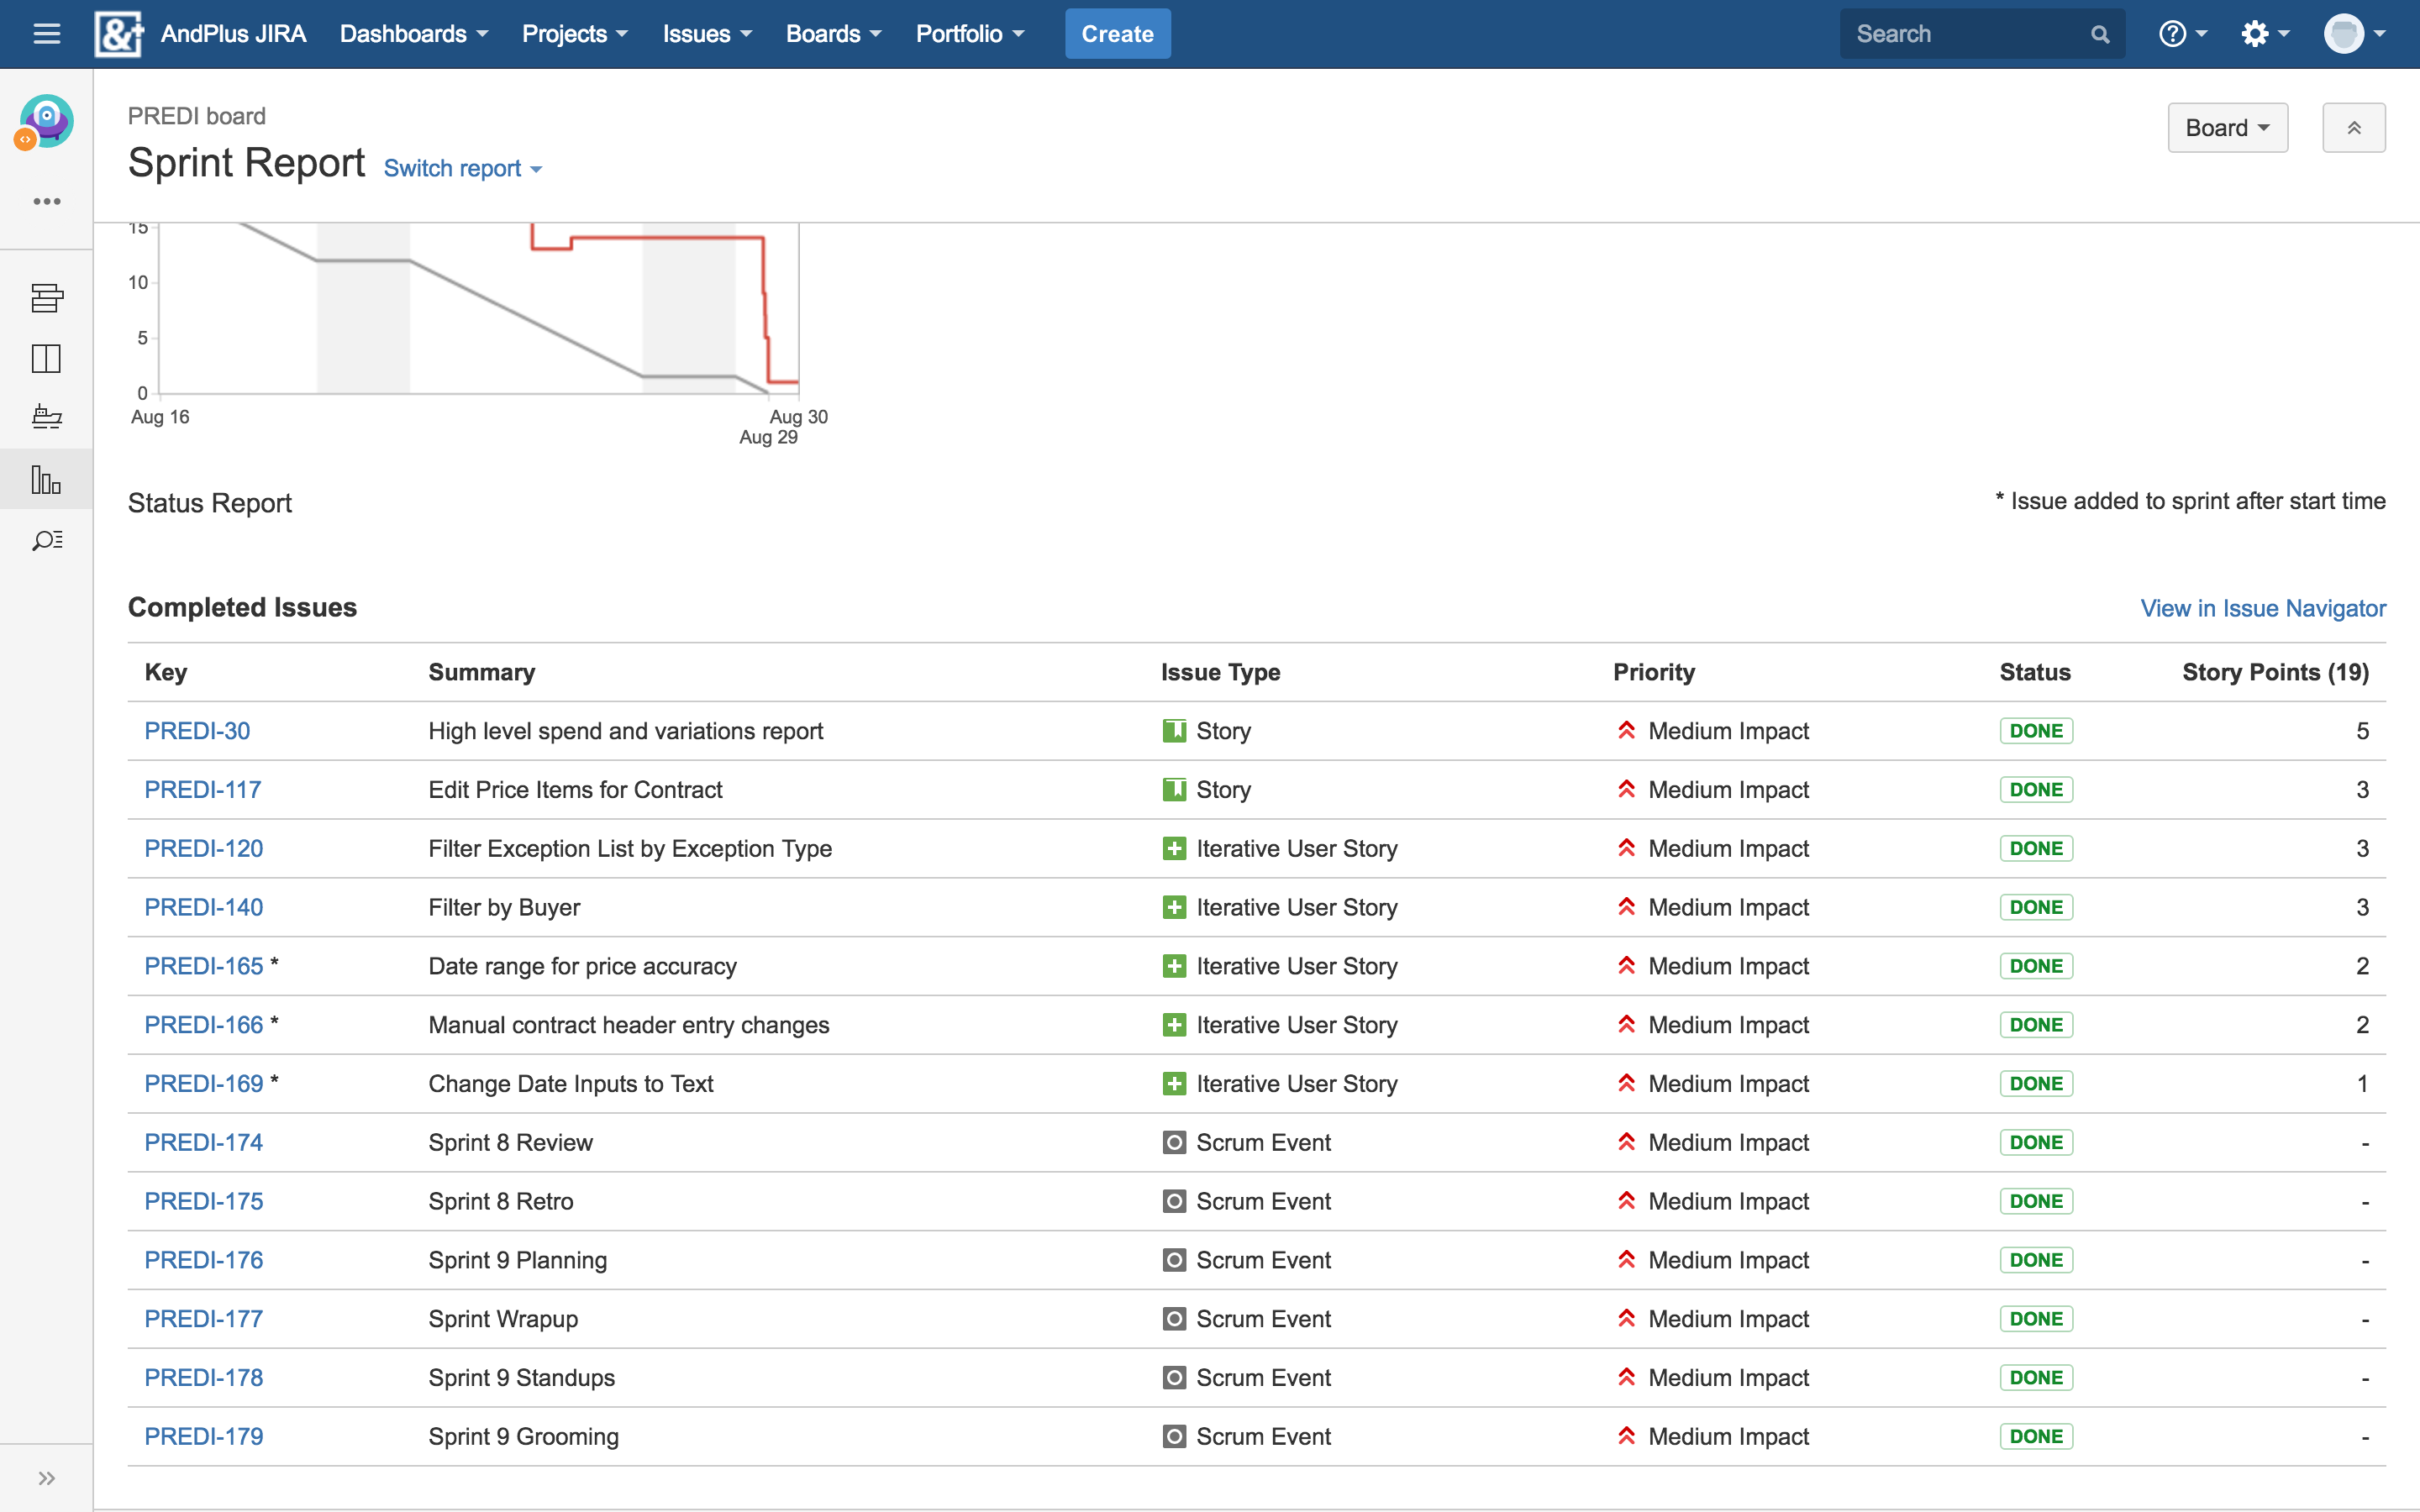 AndPlus JIRA Dashboards Projects Issues Boards Portfolio Create Search
PREDI board
Sprint Report Switch report
Board
15
10
5
0
Aug 16
Aug 30
Aug 29
Status Report
* Issue added to sprint after start time
Completed Issues
View in Issue Navigator
Key Summary Issue Type Priority Status Story Points (19)
PREDI-30 High level spend and variations report Story Medium Impact DONE 5
PREDI-117 Edit Price Items for Contract Story Medium Impact DONE 3
PREDI-120 Filter Exception List by Exception Type Iterative User Story Medium Impact DONE 3
PREDI-140 Filter by Buyer Iterative User Story Medium Impact DONE 3
PREDI-165 * Date range for price accuracy Iterative User Story Medium Impact DONE 2
PREDI-166 * Manual contract header entry changes Iterative User Story Medium Impact DONE 2
PREDI-169 * Change Date Inputs to Text Iterative User Story Medium Impact DONE 1
PREDI-174 Sprint 8 Review Scrum Event Medium Impact DONE -
PREDI-175 Sprint 8 Retro Scrum Event Medium Impact DONE -
PREDI-176 Sprint 9 Planning Scrum Event Medium Impact DONE -
PREDI-177 Sprint Wrapup Scrum Event Medium Impact DONE -
PREDI-178 Sprint 9 Standups Scrum Event Medium Impact DONE -
PREDI-179 Sprint 9 Grooming Scrum Event Medium Impact DONE -